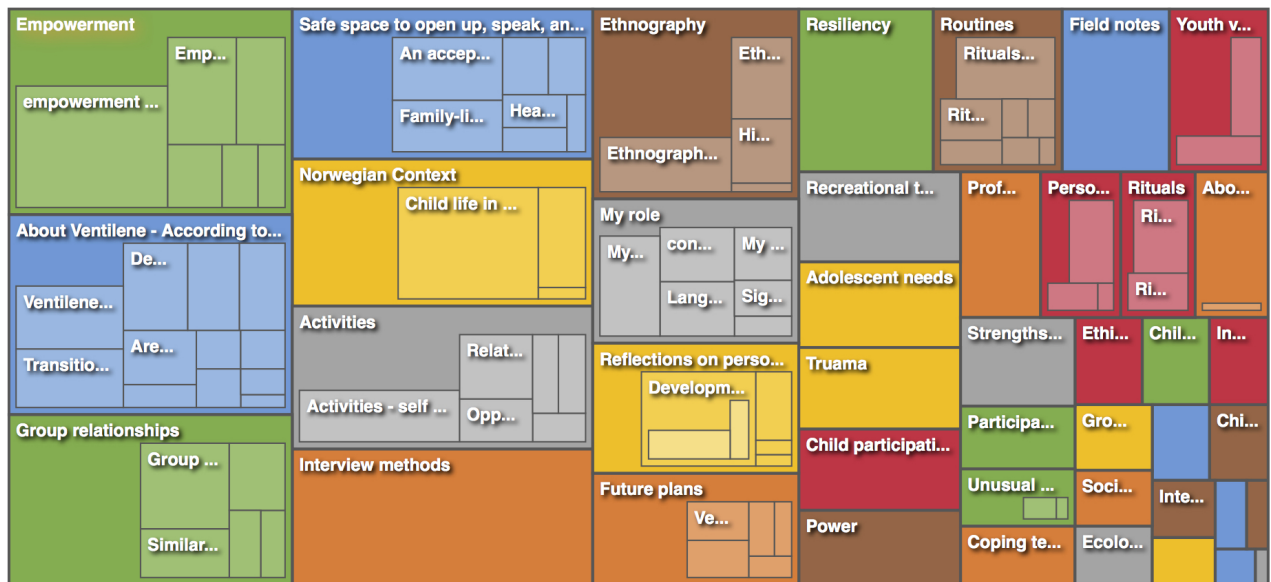 Empowerment
Emp...
empowerment ...
About Ventilene - According to...
De...
Ventilene...
Transitio...
Are...
Group relationships
Group ...
Similar...
Safe space to open up, speak, an...
An accep...
Family-li...
Hea...
Norwegian Context
Child life in ...
Activities
Relat...
Activities - self ...
Opp...
Interview methods
Ethnography
Eth...
Ethnograph...
Hi...
My role
My...
con...
My ...
Lang...
Sig...
Reflections on perso...
Developm...
Future plans
Ve...
Resiliency
Routines
Rituals...
Rit...
Field notes
Youth v...
Recreational t...
Adolescent needs
Truama
Child participati...
Power
Prof...
Perso...
Rituals
Ri...
Ri...
Abo...
Strengths...
Ethi...
Chil...
In...
Participa...
Gro...
Chi...
Unusual ...
Soci...
Inte...
Coping te...
Ecolo...